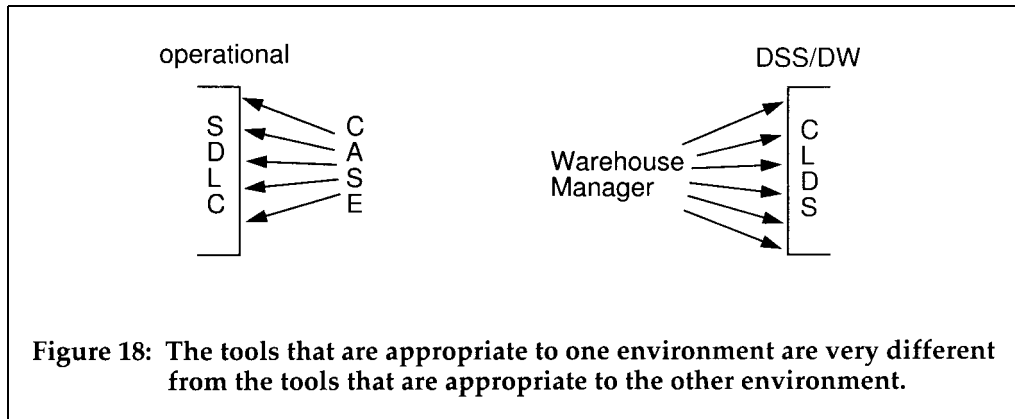 operational
S
D
L
C
C
A
S
E
DSS/DW
Warehouse
Manager
C
L
D
S
Figure 18: The tools that are appropriate to one environment are very different
from the tools that are appropriate to the other environment.